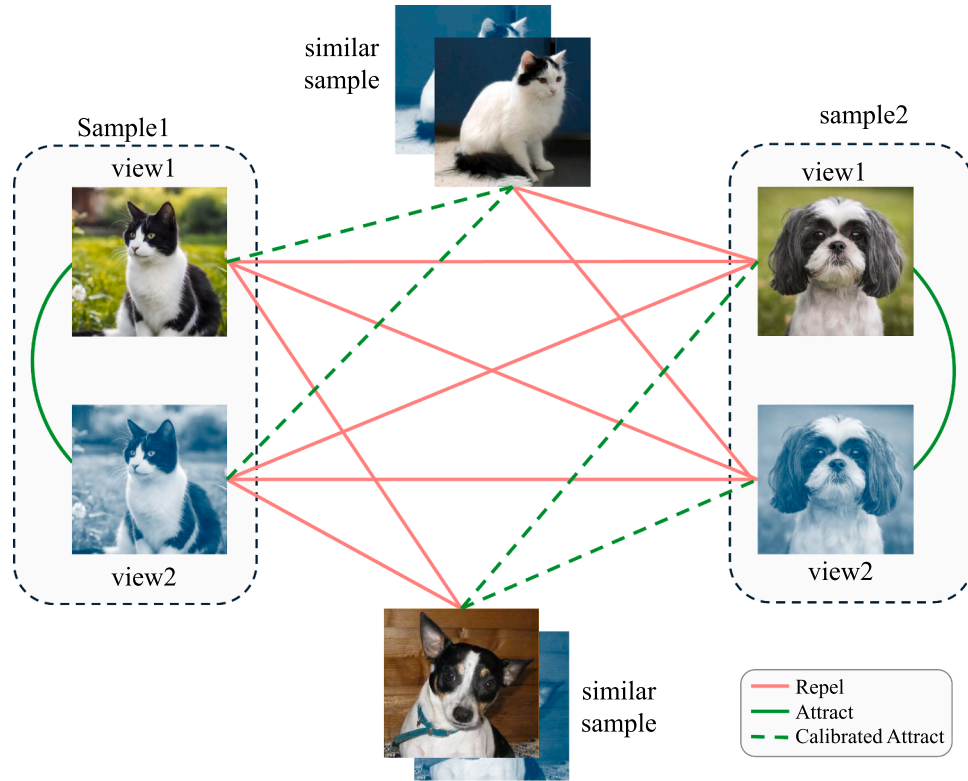 similar
sample
Sample1
view1
view2
sample2
view1
view2
similar
sample
Repel
Attract
Calibrated Attract